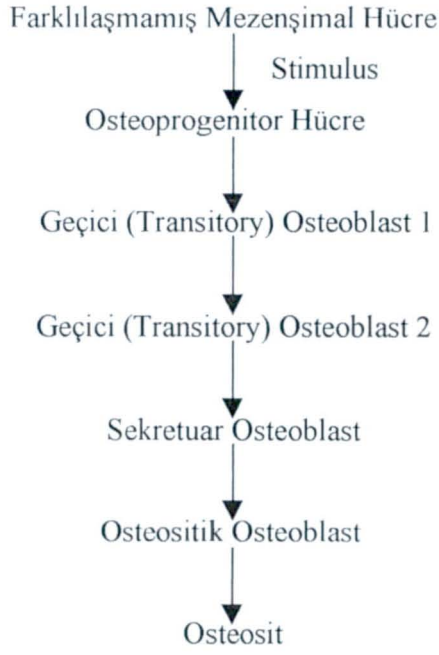 Farklılaşmamış Mezenşimal Hücre
Stimulus
Osteoprogenitor Hücre
Geçici (Transitory) Osteoblast 1
Geçici (Transitory) Osteoblast 2
Sekretuar Osteoblast
Osteositik Osteoblast
Osteosit